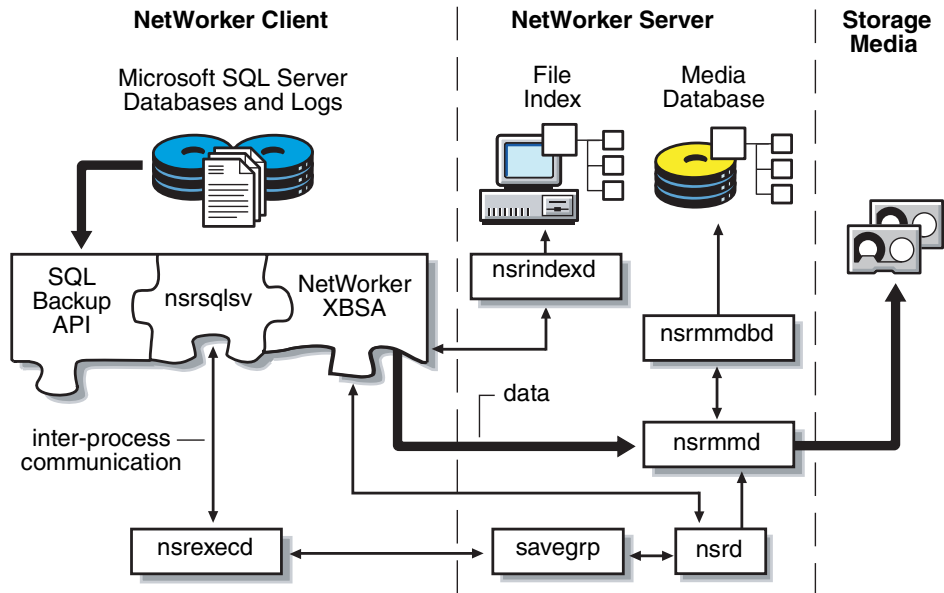 NetWorker Client
NetWorker Server
Storage
Media
Microsoft SQL Server
Databases and Logs
File
Index
Media
Database
SQL
Backup
API
nsrsqlsv
NetWorker
XBSA
nsrindexd
nsrmmdbd
data
nsrmmd
inter-process
communication
nsrexecd
savegrp
nsrd